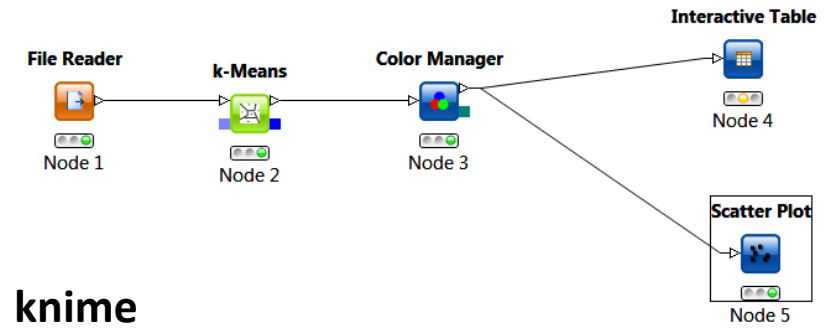 Interactive Table
File Reader
k-Means
Color Manager
Node 4
Node 1
Node 2
Node 3
Scatter Plot
knime
Node 5